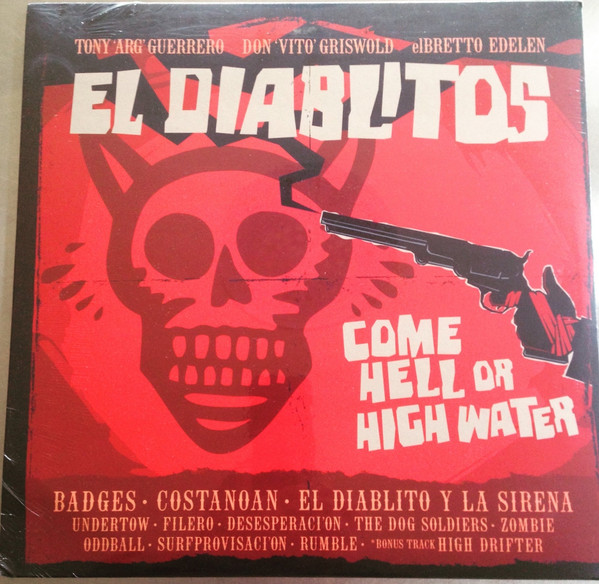 TONY 'ARG' GUERRERO DON 'VITO' GRISWOLD elBRETTO EDELEN
EL DIABLITOS
COME
HELL OR
HIGH WATER
BADGES · COSTANOAN · EL DIABLITO Y LA SIRENA
UNDERTOW · FILERO · DESESPERACI'ON · THE DOG SOLDIERS · ZOMBIE
ODDBALL · SURFPROVISACI'ON · RUMBLE · *BONUS TRACK HIGH DRIFTER